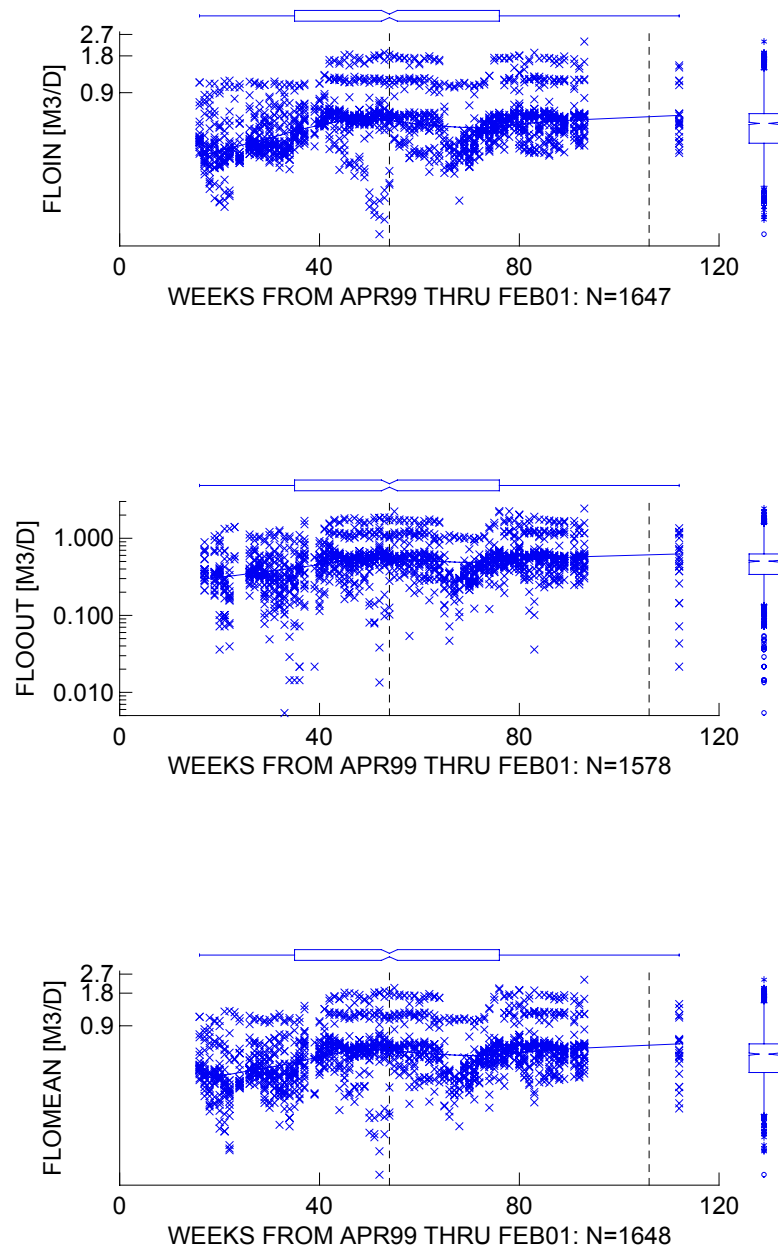 2.7
1.8
0.9
FLOIN [M3/D]
0 40 80 120
WEEKS FROM APR99 THRU FEB01: N=1647
1.000
0.100
0.010
FLOOUT [M3/D]
0 40 80 120
WEEKS FROM APR99 THRU FEB01: N=1578
2.7
1.8
0.9
FLOMEAN [M3/D]
0 40 80 120
WEEKS FROM APR99 THRU FEB01: N=1648